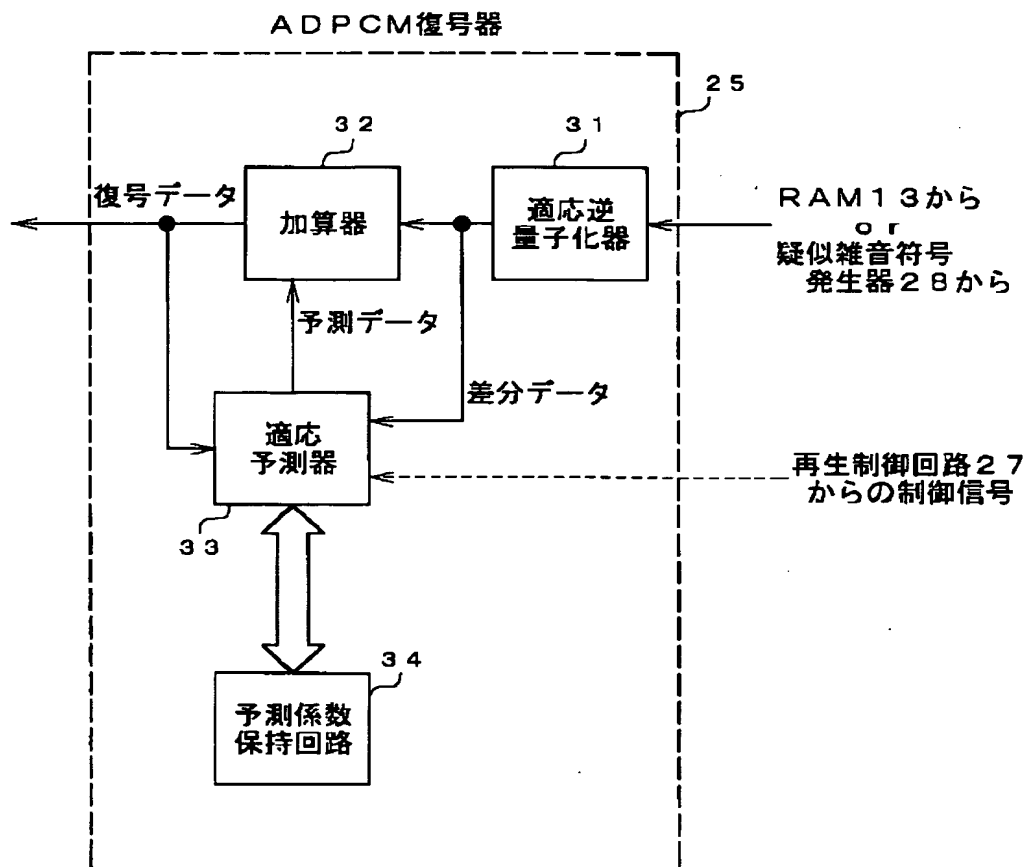 ＡＤＰＣＭ復号器
２５
３２
３１
復号データ
加算器
適応逆
量子化器
ＲＡＭ１３から
ｏｒ
疑似雑音符号
発生器２８から
予測データ
差分データ
適応
予測器
再生制御回路２７
からの制御信号
３３
３４
予測係数
保持回路